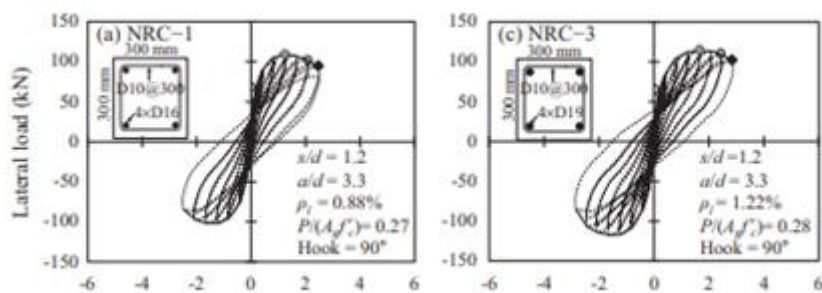 Lateral load (kN)
150
100
50
0
-50
-100
-150
(a) NRC−1
300 mm
300 mm
D10@300
4×D16
s/d = 1.2
a/d = 3.3
ρl = 0.88%
P/(Agf'c)= 0.27
Hook = 90°
-6 -4 -2 0 2 4 6
150
100
50
0
-50
-100
-150
(c) NRC−3
300 mm
300 mm
D10@300
4×D19
s/d =1.2
a/d = 3.3
ρl = 1.22%
P/(Agf'c)= 0.28
Hook = 90°
-6 -4 -2 0 2 4 6